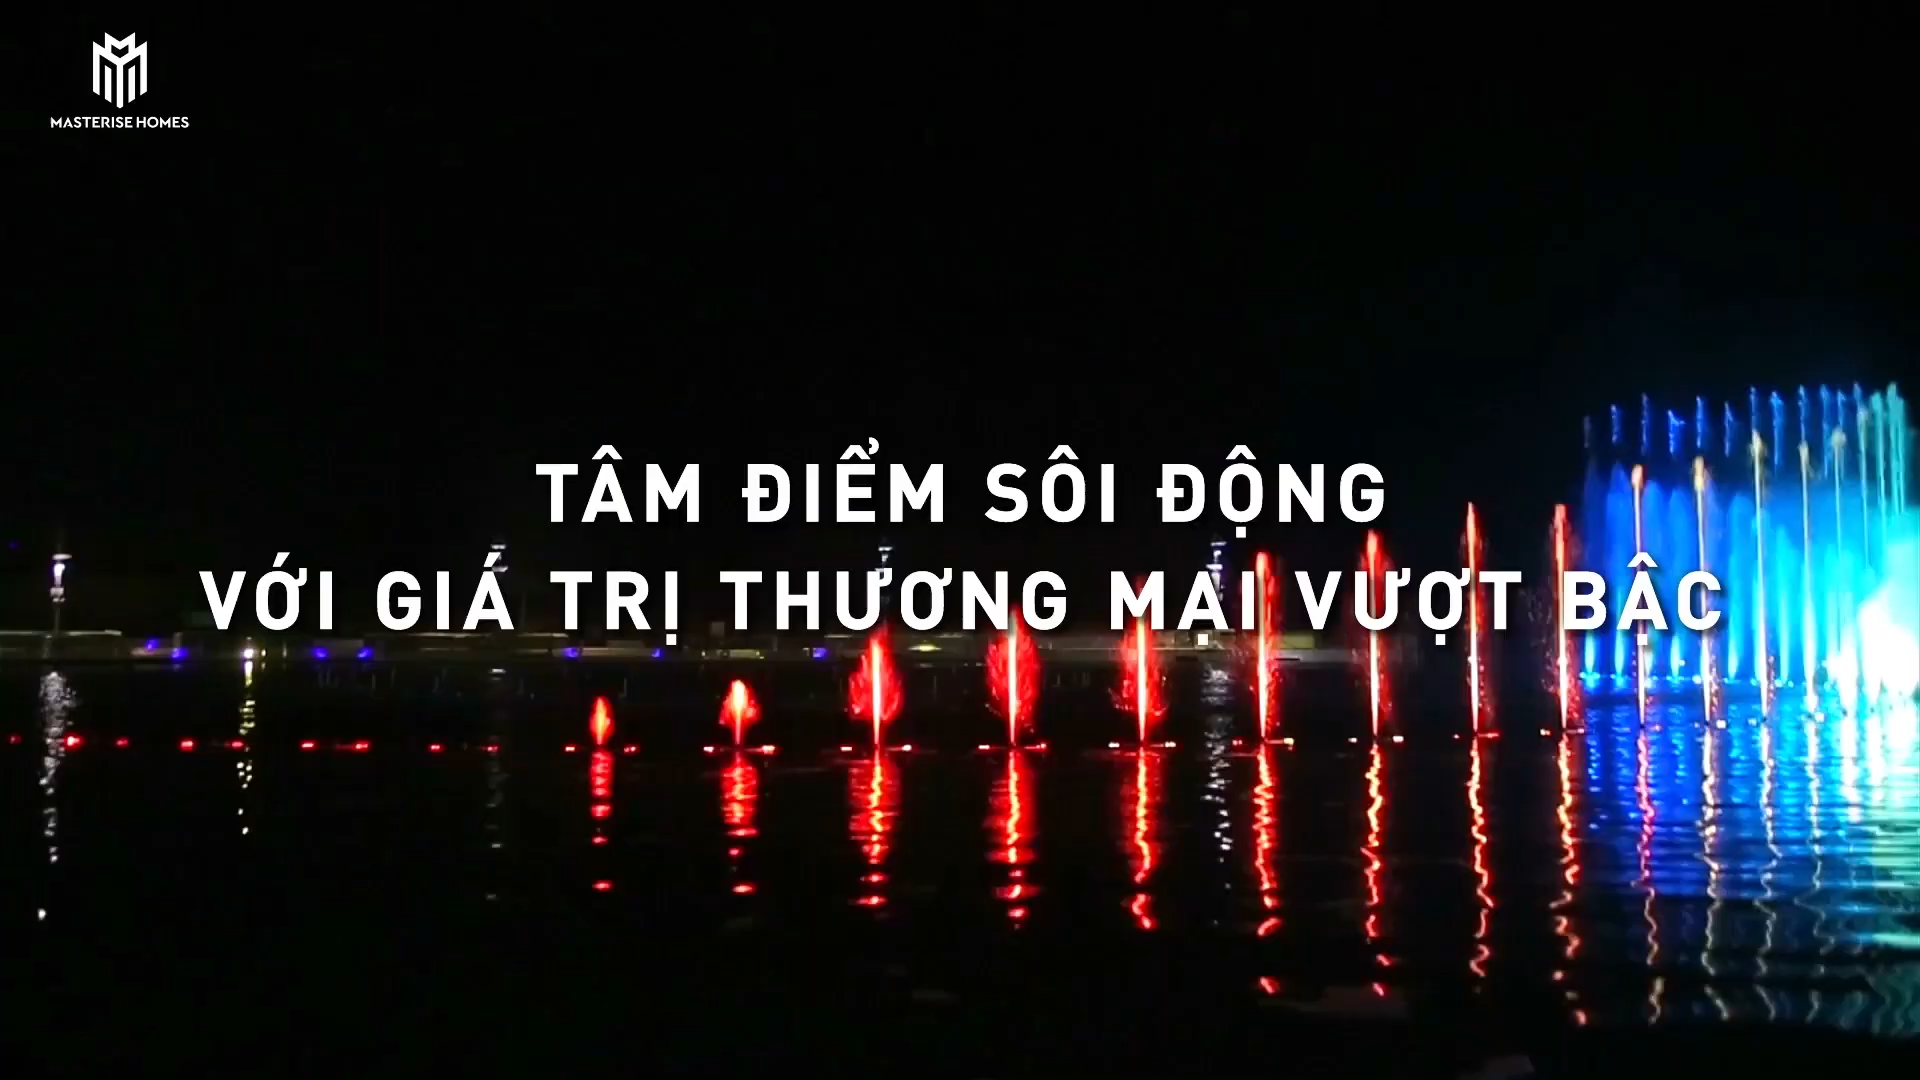 MASTERISE HOMES
TÂM ĐIỂM SÔI ĐỘNG
VỚI GIÁ TRỊ THƯƠNG MẠI VƯỢT BẬC